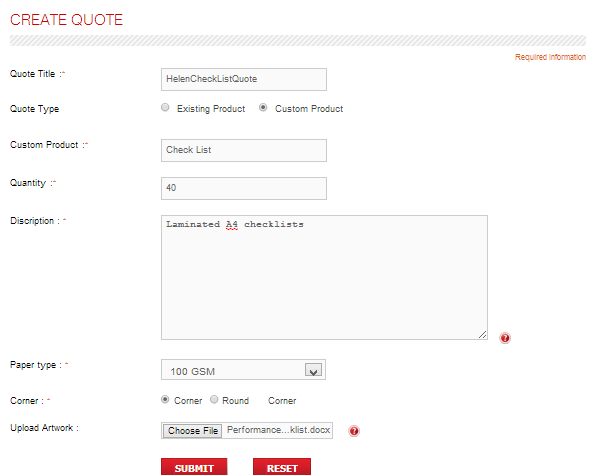 CREATE QUOTE
Required Information
Quote Title :* HelenCheckListQuote
Quote Type Existing Product Custom Product
Custom Product :* Check List
Quantity :* 40
Discription : * Laminated A4 checklists
?
Paper type : * 100 GSM
Corner : * Corner Round Corner
Upload Artwork : Choose File Performance...klist.docx ?
SUBMIT RESET